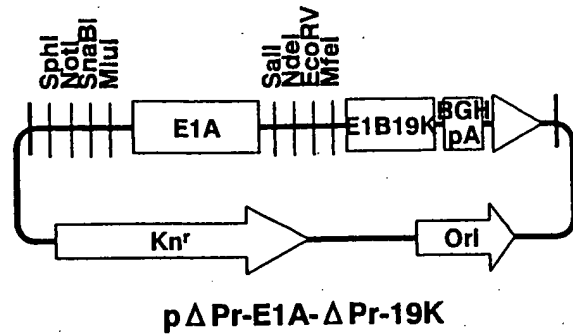 SphI
NotI
SnaBI
MluI
SalI
NdeI
EcoRV
MfeI
E1A
E1B19K
BGH
pA
Knʳ
Ori
pΔPr-E1A-ΔPr-19K